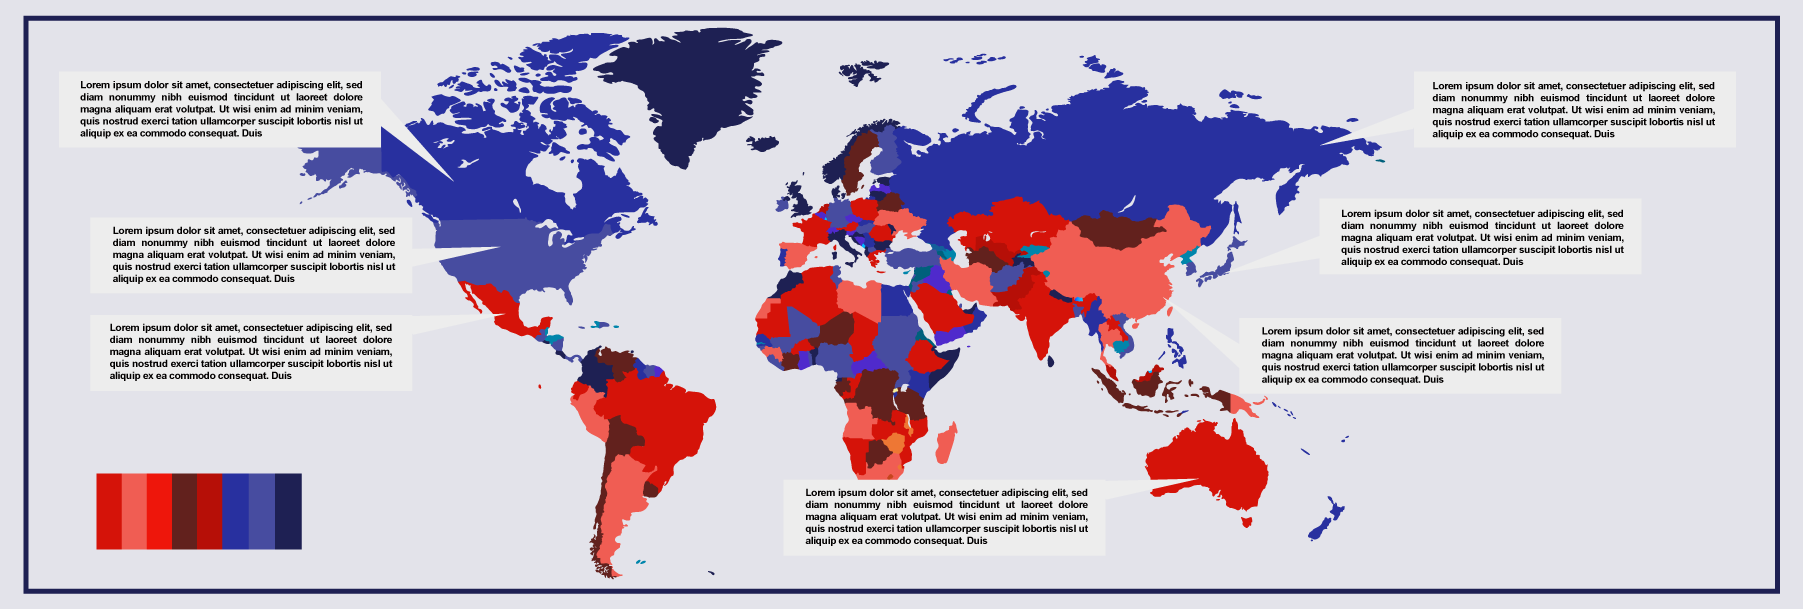 Lorem ipsum dolor sit amet, consectetuer adipiscing elit, sed
diam nonummy nibh euismod tincidunt ut laoreet dolore
magna aliquam erat volutpat. Ut wisi enim ad minim veniam,
quis nostrud exerci tation ullamcorper suscipit lobortis nisl ut
aliquip ex ea commodo consequat. Duis
Lorem ipsum dolor sit amet, consectetuer adipiscing elit, sed
diam nonummy nibh euismod tincidunt ut laoreet dolore
magna aliquam erat volutpat. Ut wisi enim ad minim veniam,
quis nostrud exerci tation ullamcorper suscipit lobortis nisl ut
aliquip ex ea commodo consequat. Duis
Lorem ipsum dolor sit amet, consectetuer adipiscing elit, sed
diam nonummy nibh euismod tincidunt ut laoreet dolore
magna aliquam erat volutpat. Ut wisi enim ad minim veniam,
quis nostrud exerci tation ullamcorper suscipit lobortis nisl ut
aliquip ex ea commodo consequat. Duis
Lorem ipsum dolor sit amet, consectetuer adipiscing elit, sed
diam nonummy nibh euismod tincidunt ut laoreet dolore
magna aliquam erat volutpat. Ut wisi enim ad minim veniam,
quis nostrud exerci tation ullamcorper suscipit lobortis nisl ut
aliquip ex ea commodo consequat. Duis
Lorem ipsum dolor sit amet, consectetuer adipiscing elit, sed
diam nonummy nibh euismod tincidunt ut laoreet dolore
magna aliquam erat volutpat. Ut wisi enim ad minim veniam,
quis nostrud exerci tation ullamcorper suscipit lobortis nisl ut
aliquip ex ea commodo consequat. Duis
Lorem ipsum dolor sit amet, consectetuer adipiscing elit, sed
diam nonummy nibh euismod tincidunt ut laoreet dolore
magna aliquam erat volutpat. Ut wisi enim ad minim veniam,
quis nostrud exerci tation ullamcorper suscipit lobortis nisl ut
aliquip ex ea commodo consequat. Duis
Lorem ipsum dolor sit amet, consectetuer adipiscing elit, sed
diam nonummy nibh euismod tincidunt ut laoreet dolore
magna aliquam erat volutpat. Ut wisi enim ad minim veniam,
quis nostrud exerci tation ullamcorper suscipit lobortis nisl ut
aliquip ex ea commodo consequat. Duis